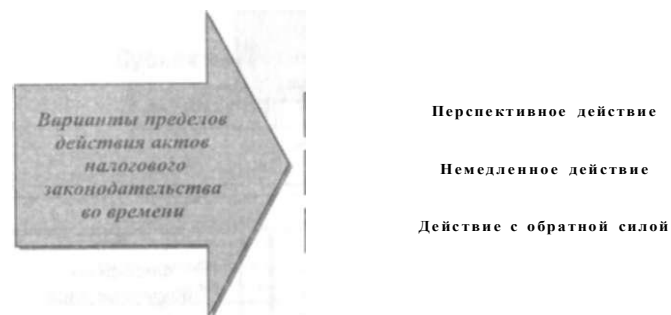 Варианты пределов
действия актов
налогового
законодательства
во времени
Перспективное действие
Немедленное действие
Действие с обратной силой